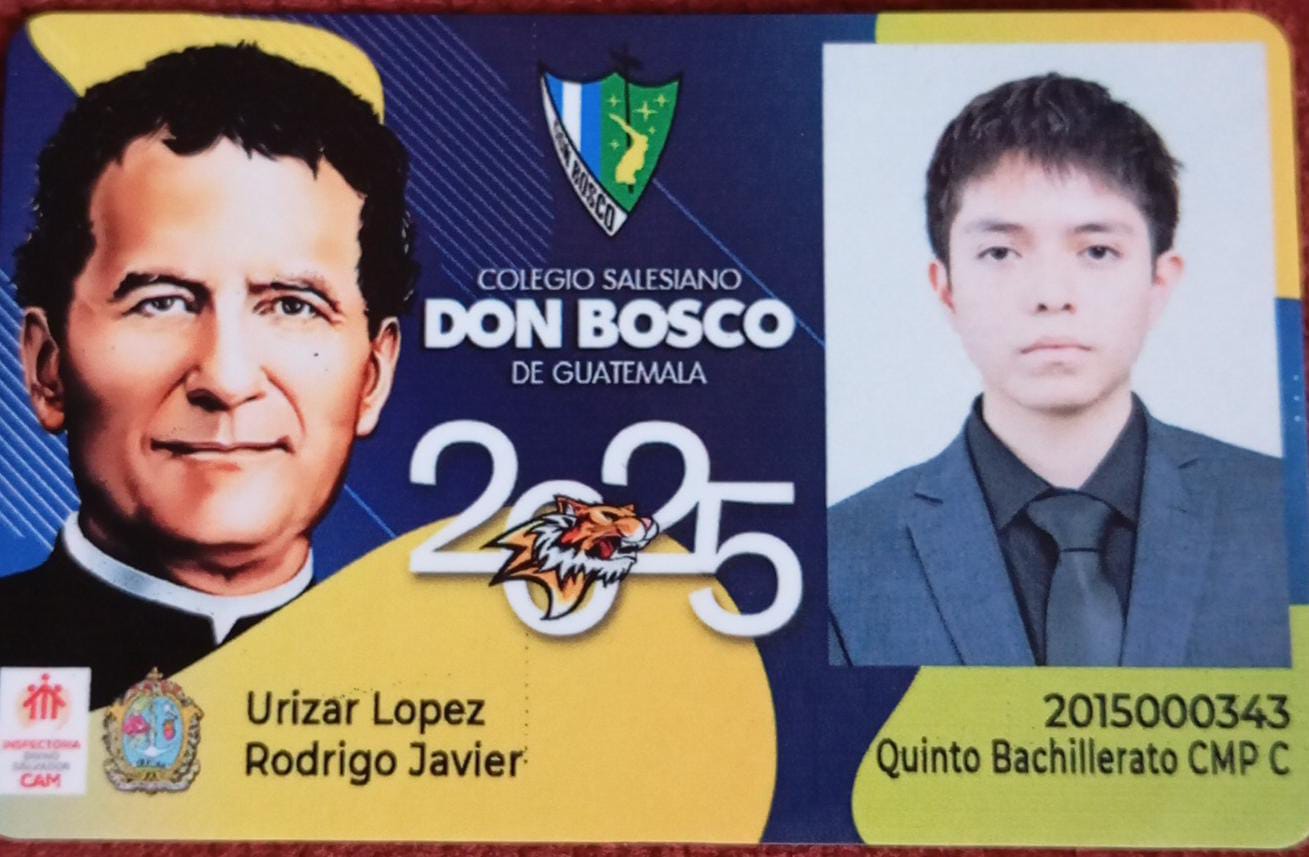 DON BOSCO
COLEGIO SALESIANO
DON BOSCO
DE GUATEMALA
2025
Urizar Lopez
Rodrigo Javier
2015000343
Quinto Bachillerato CMP C
INSPECTORIA
DIVINO
SALVADOR
CAM